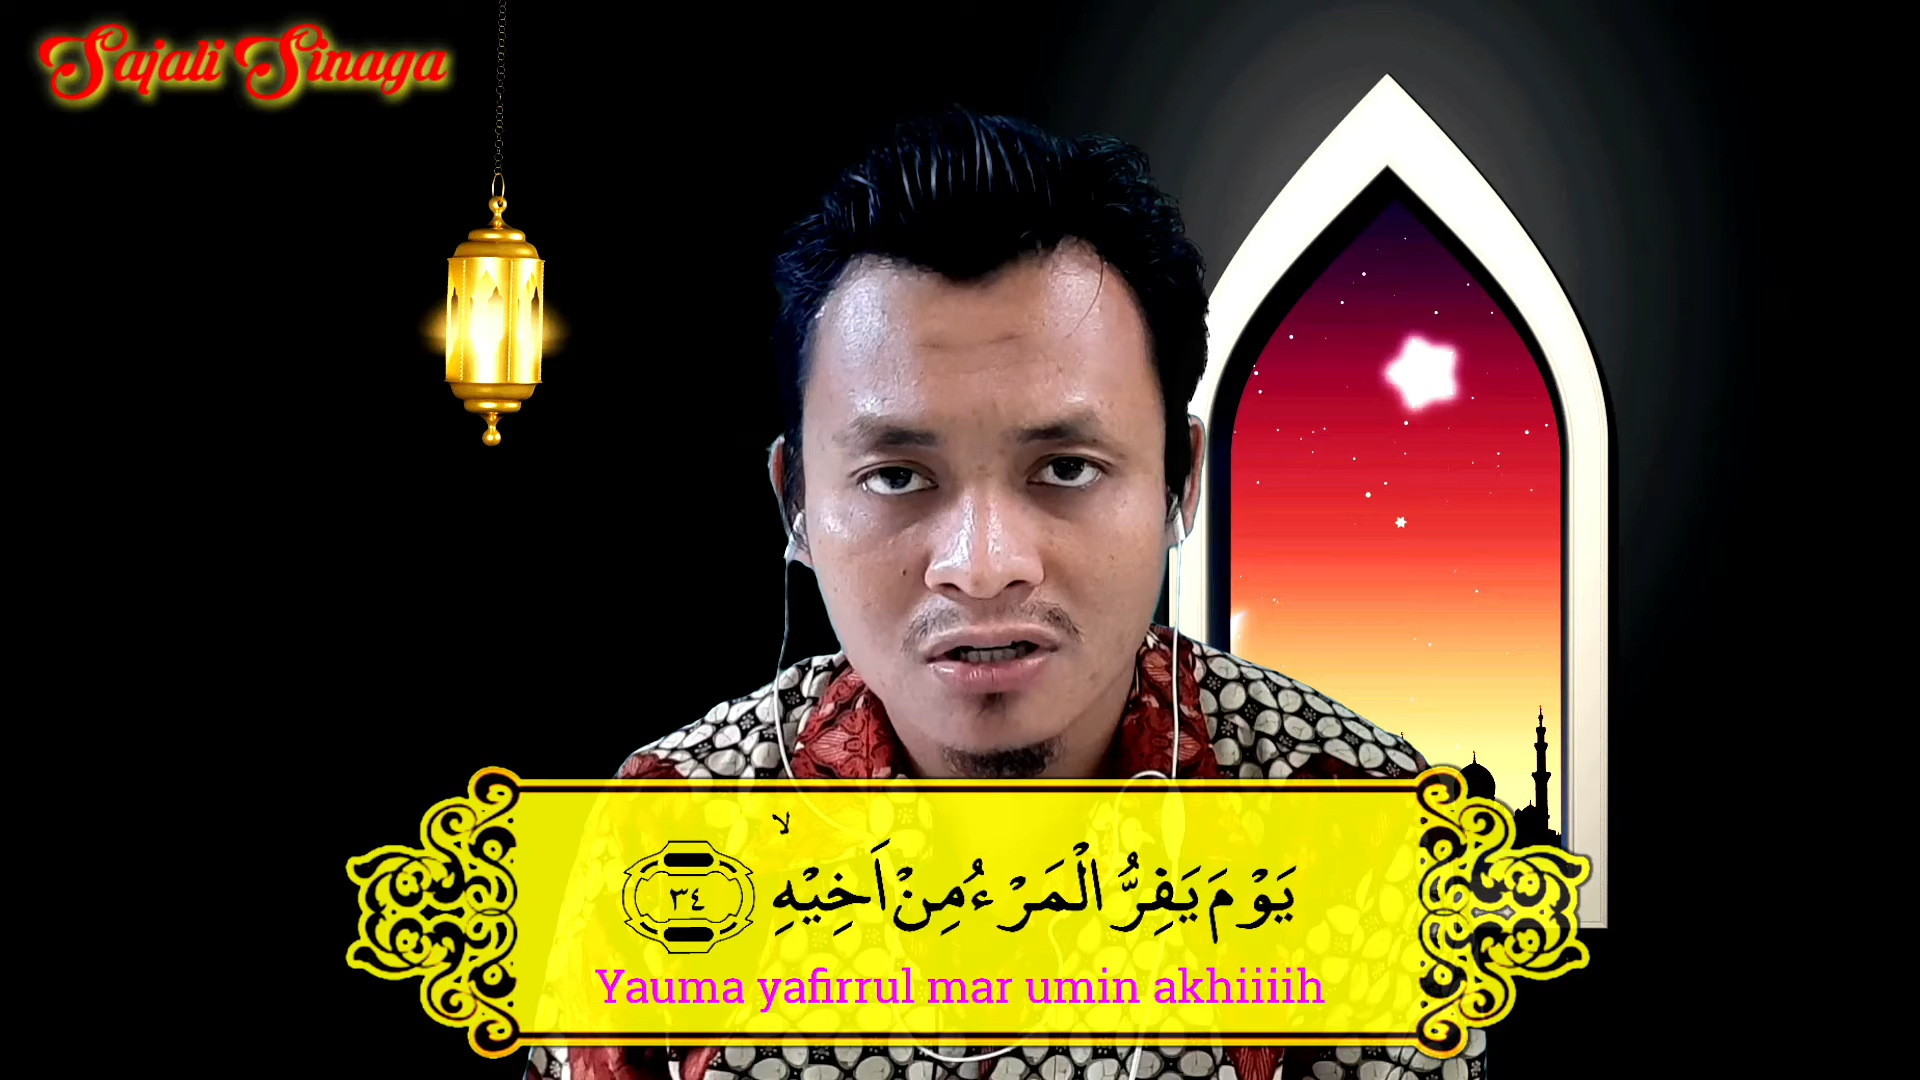 Sajali Sinaga
يَوْمَ يَفِرُّ الْمَرْءُ مِنْ اَخِيْهِۙ ٣٤
Yauma yafirrul mar umin akhiiiih